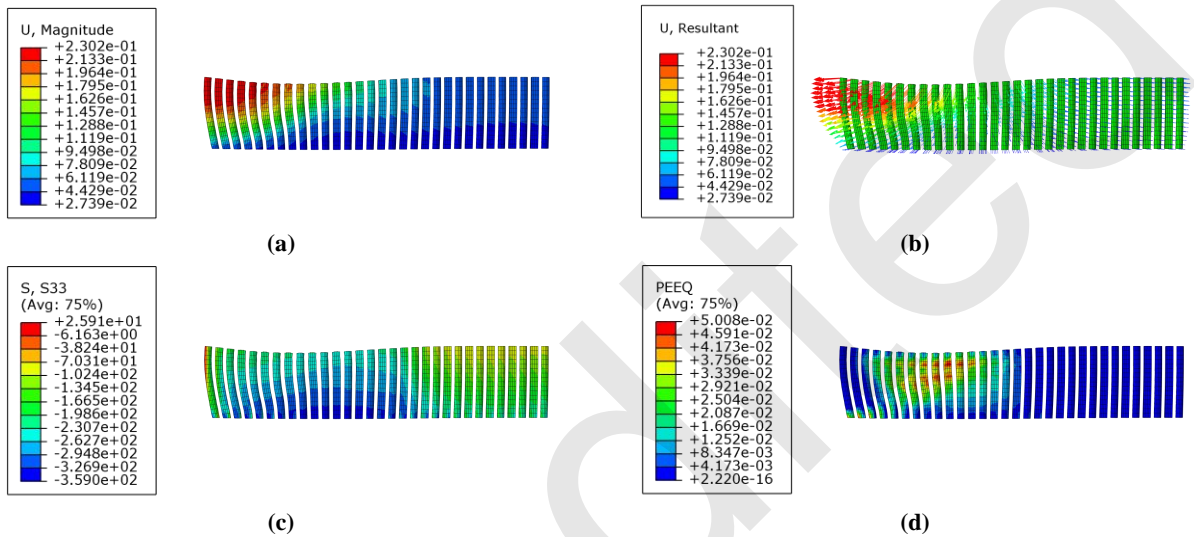 U, Magnitude
+2.302e-01
+2.133e-01
+1.964e-01
+1.795e-01
+1.626e-01
+1.457e-01
+1.288e-01
+1.119e-01
+9.498e-02
+7.809e-02
+6.119e-02
+4.429e-02
+2.739e-02
(a)
U, Resultant
+2.302e-01
+2.133e-01
+1.964e-01
+1.795e-01
+1.626e-01
+1.457e-01
+1.288e-01
+1.119e-01
+9.498e-02
+7.809e-02
+6.119e-02
+4.429e-02
+2.739e-02
(b)
S, S33
(Avg: 75%)
+2.591e+01
-6.163e+00
-3.824e+01
-7.031e+01
-1.024e+02
-1.345e+02
-1.665e+02
-1.986e+02
-2.307e+02
-2.627e+02
-2.948e+02
-3.269e+02
-3.590e+02
(c)
PEEQ
(Avg: 75%)
+5.008e-02
+4.591e-02
+4.173e-02
+3.756e-02
+3.339e-02
+2.921e-02
+2.504e-02
+2.087e-02
+1.669e-02
+1.252e-02
+8.347e-03
+4.173e-03
+2.220e-16
(d)